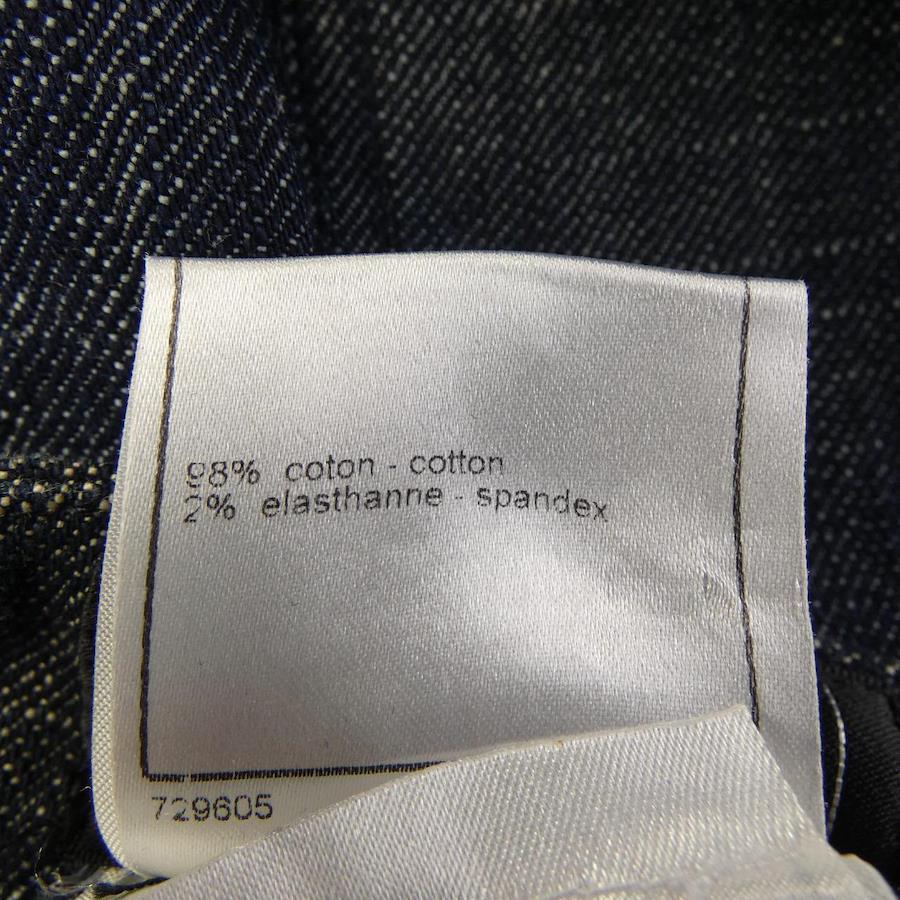 98% coton - cotton
2% elasthanne - spandex
729605